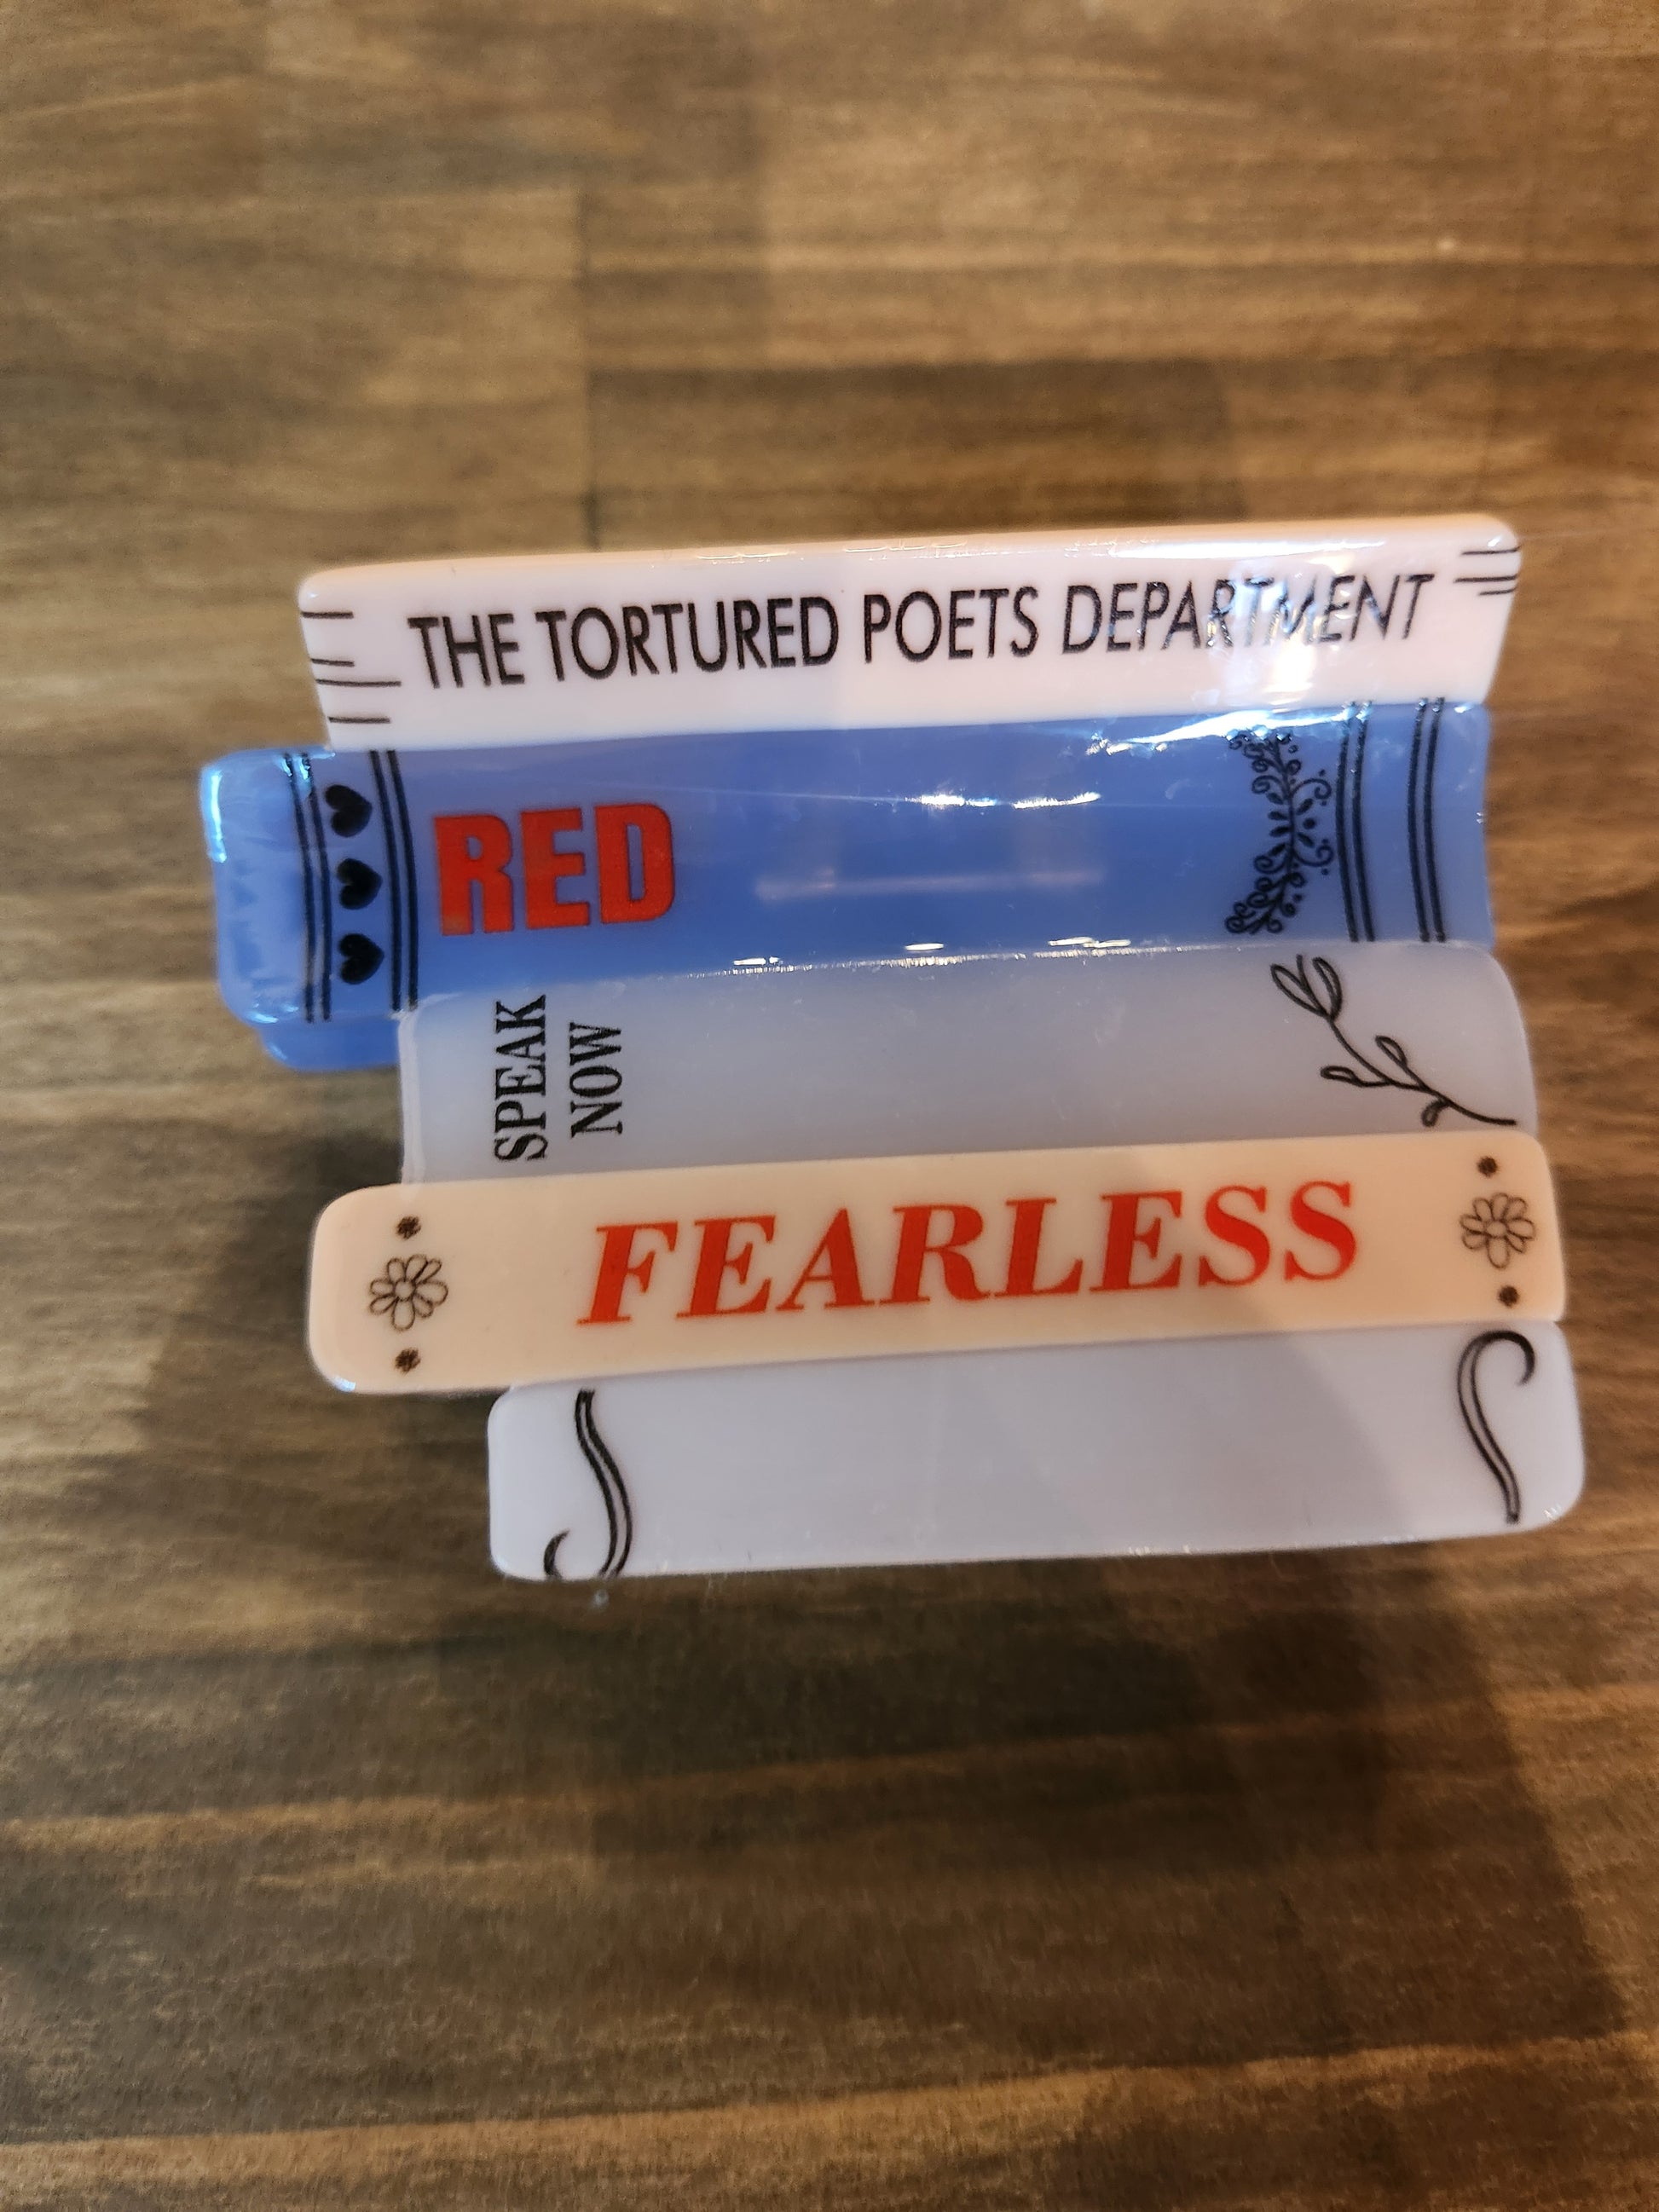 THE TORTURED POETS DEPARTMENT
RED
SPEAK
NOW
FEARLESS